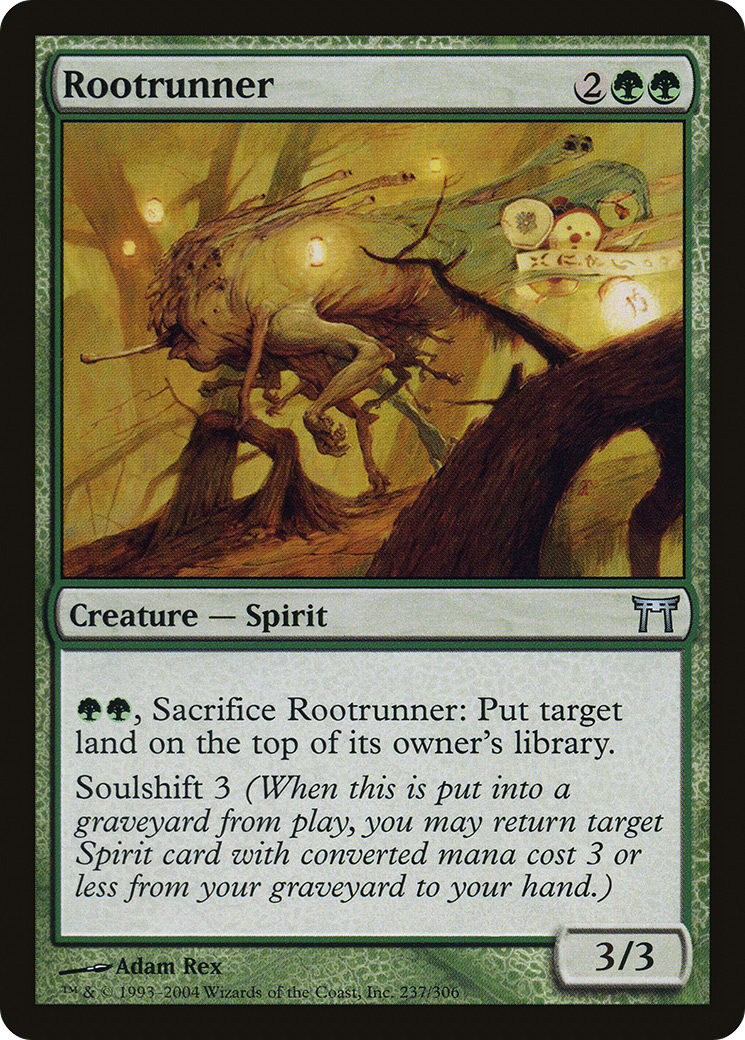 Rootrunner 2
Creature — Spirit
, Sacrifice Rootrunner: Put target
land on the top of its owner's library.
Soulshift 3 (When this is put into a
graveyard from play, you may return target
Spirit card with converted mana cost 3 or
less from your graveyard to your hand.)
3/3
Adam Rex
™ & © 1993–2004 Wizards of the Coast, Inc. 237/306